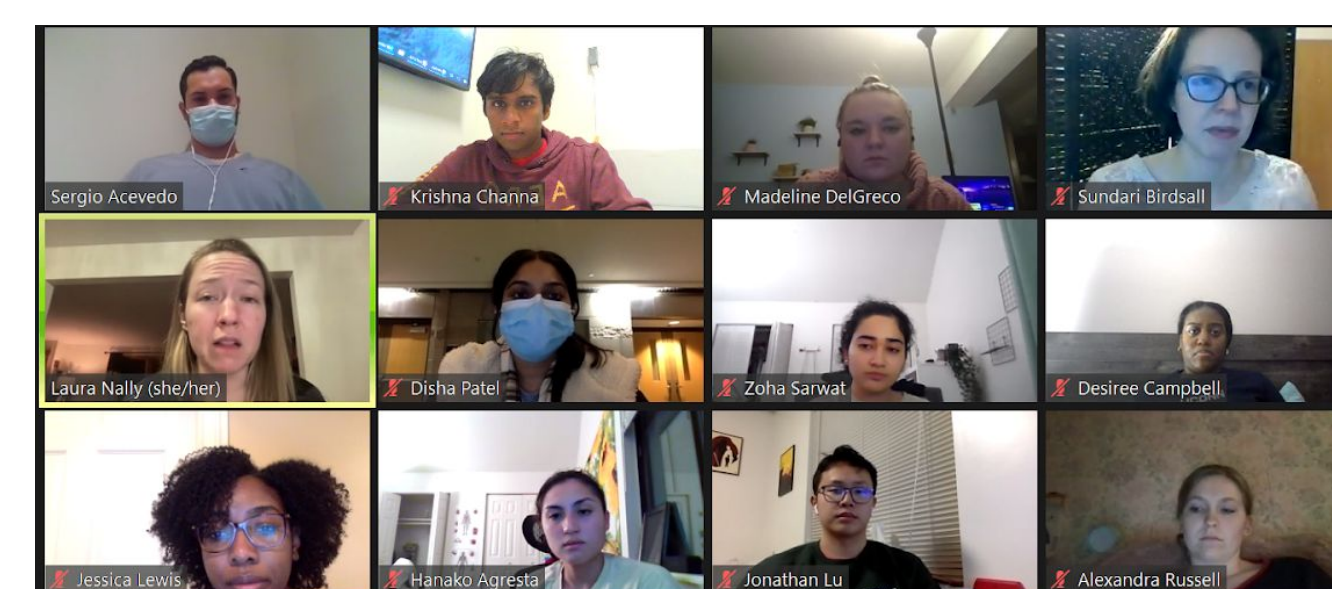 Sergio Acevedo
Krishna Channa
Madeline DelGreco
Sundari Birdsall
Laura Nally (she/her)
Disha Patel
Zoha Sarwat
Desiree Campbell
Jessica Lewis
Hanako Agresta
Jonathan Lu
Alexandra Russell